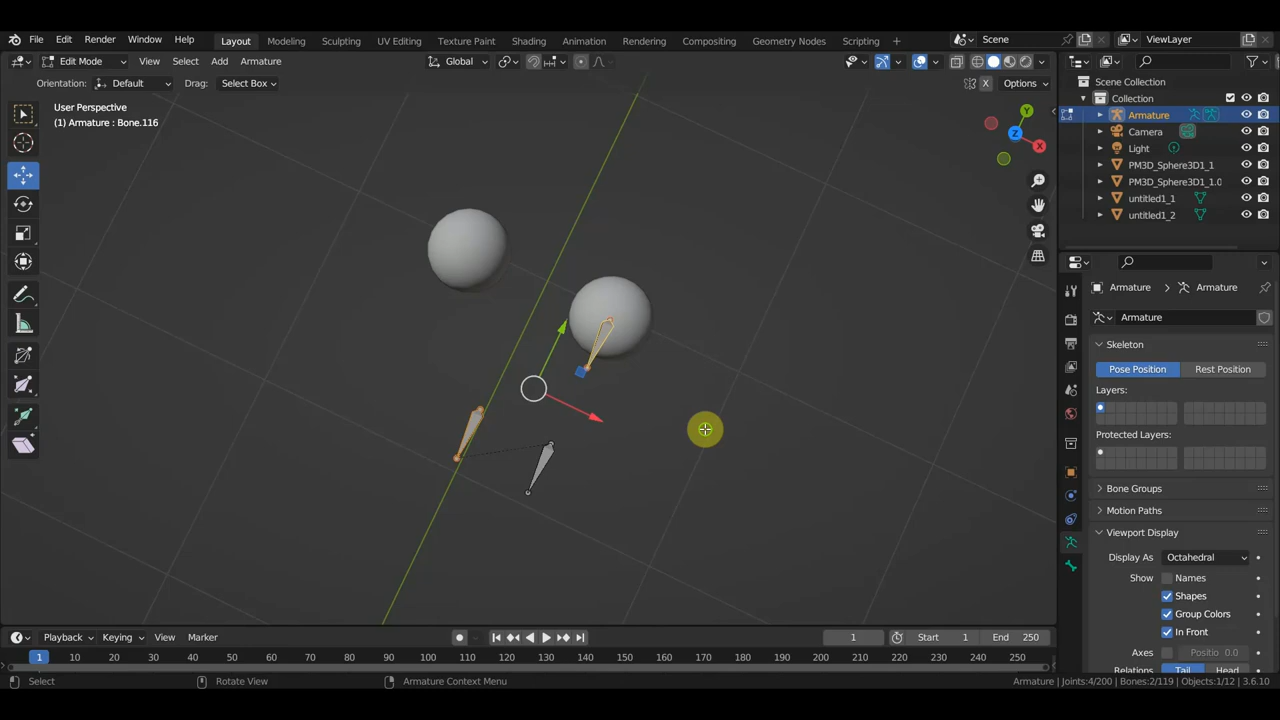 File Edit Render Window Help Layout Modeling Sculpting UV Editing Texture Paint Shading Animation Rendering Compositing Geometry Nodes Scripting + Scene ViewLayer
Edit Mode View Select Add Armature Global
Orientation: Default Drag: Select Box X Options
User Perspective
(1) Armature : Bone.116
Y
Z
X
Scene Collection
Collection
Armature
Camera
Light
PM3D_Sphere3D1_1
PM3D_Sphere3D1_1.0
untitled1_1
untitled1_2
Armature > Armature
Armature
Skeleton
Pose Position Rest Position
Layers:
Protected Layers:
Bone Groups
Motion Paths
Viewport Display
Display As Octahedral
Show Names
Shapes
Group Colors
In Front
Axes Positio 0.0
Relations Tail Head
Playback Keying View Marker 1 Start 1 End 250
1 10 20 30 40 50 60 70 80 90 100 110 120 130 140 150 160 170 180 190 200 210 220 230 240 250
Select Rotate View Armature Context Menu Armature | Joints:4/200 | Bones:2/119 | Objects:1/12 | 3.6.10